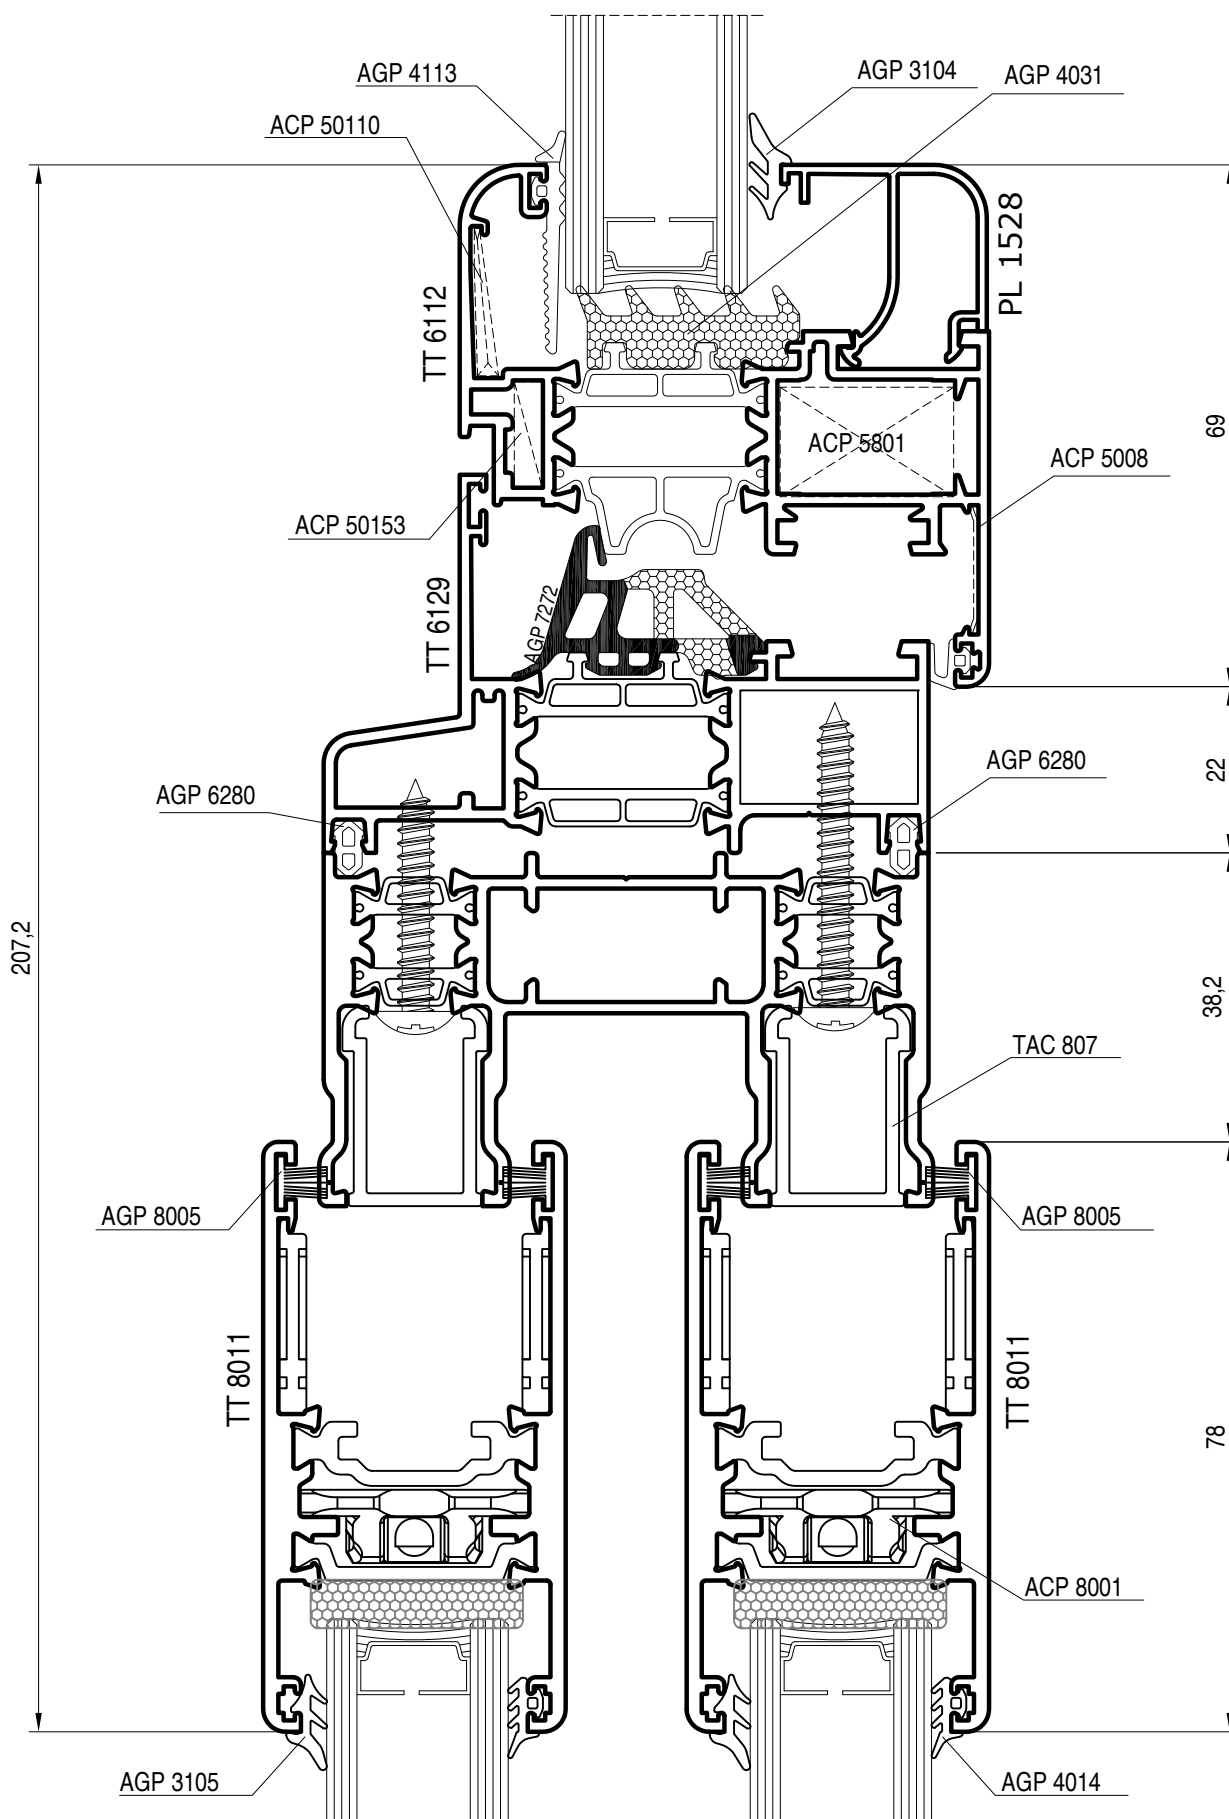 AGP 4113
AGP 3104
AGP 4031
ACP 50110
PL 1528
TT 6112
69
ACP 5801
ACP 5008
ACP 50153
TT 6129
AGP 7272
AGP 6280
AGP 6280
22
207,2
38,2
TAC 807
AGP 8005
AGP 8005
TT 8011
TT 8011
78
ACP 8001
AGP 3105
AGP 4014